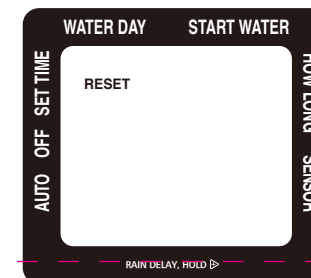 WATER DAY START WATER
AUTO OFF SET TIME
RESET
HOW LONG SENSOR
RAIN DELAY, HOLD